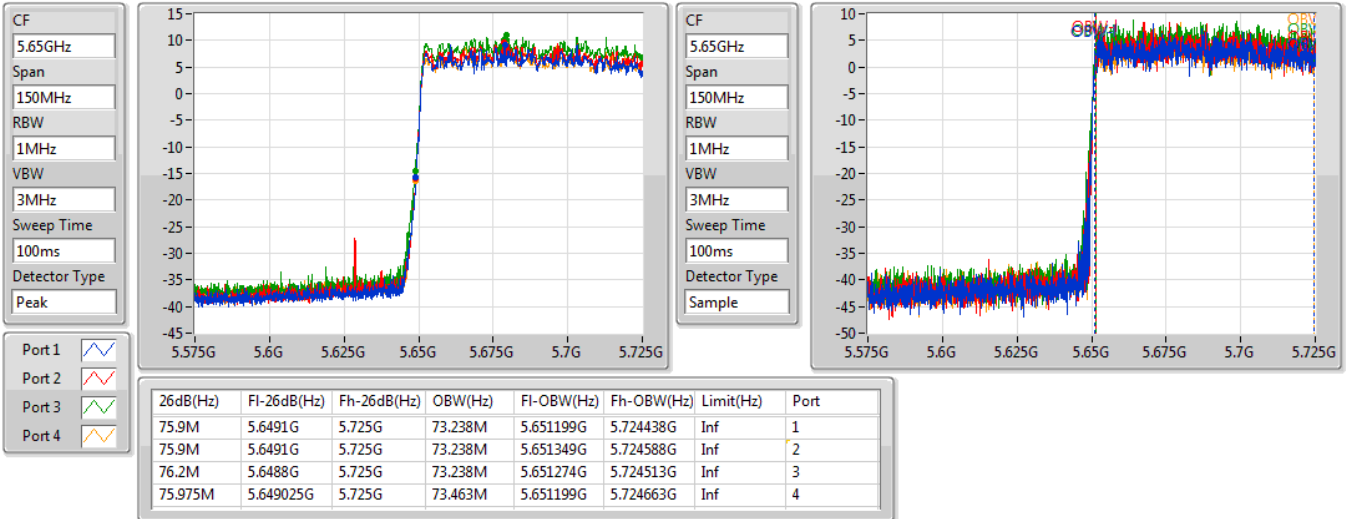 CF
5.65GHz
Span
150MHz
RBW
1MHz
VBW
3MHz
Sweep Time
100ms
Detector Type
Peak
15
10
5
0
-5
-10
-15
-20
-25
-30
-35
-40
-45
5.575G 5.6G 5.625G 5.65G 5.675G 5.7G 5.725G
CF
5.65GHz
Span
150MHz
RBW
1MHz
VBW
3MHz
Sweep Time
100ms
Detector Type
Sample
10
5
0
-5
-10
-15
-20
-25
-30
-35
-40
-45
-50
5.575G 5.6G 5.625G 5.65G 5.675G 5.7G 5.725G
Port 1
Port 2
Port 3
Port 4
26dB(Hz) Fl-26dB(Hz) Fh-26dB(Hz) OBW(Hz) Fl-OBW(Hz) Fh-OBW(Hz) Limit(Hz) Port
75.9M 5.6491G 5.725G 73.238M 5.651199G 5.724438G Inf 1
75.9M 5.6491G 5.725G 73.238M 5.651349G 5.724588G Inf 2
76.2M 5.6488G 5.725G 73.238M 5.651274G 5.724513G Inf 3
75.975M 5.649025G 5.725G 73.463M 5.651199G 5.724663G Inf 4